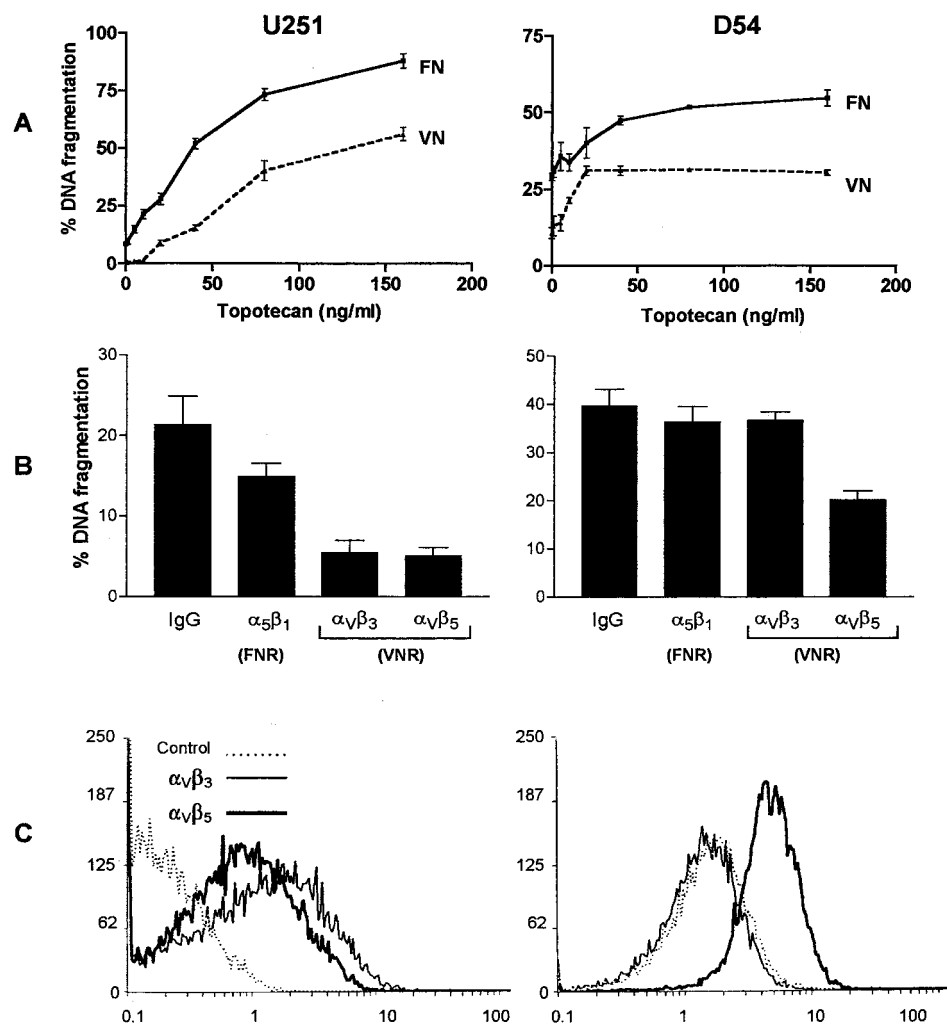 U251
D54
A
% DNA fragmentation
100
75
50
25
0
FN
VN
0
50
100
150
200
Topotecan (ng/ml)
75
50
25
0
FN
VN
0
50
100
150
200
Topotecan (ng/ml)
B
% DNA fragmentation
30
20
10
0
IgG
α5β1
αVβ3
αVβ5
(FNR)
(VNR)
50
40
30
20
10
0
IgG
α5β1
αVβ3
αVβ5
(FNR)
(VNR)
C
250
187
125
62
0
Control
αVβ3
αVβ5
0.1
1
10
100
250
187
125
62
0
0.1
1
10
100